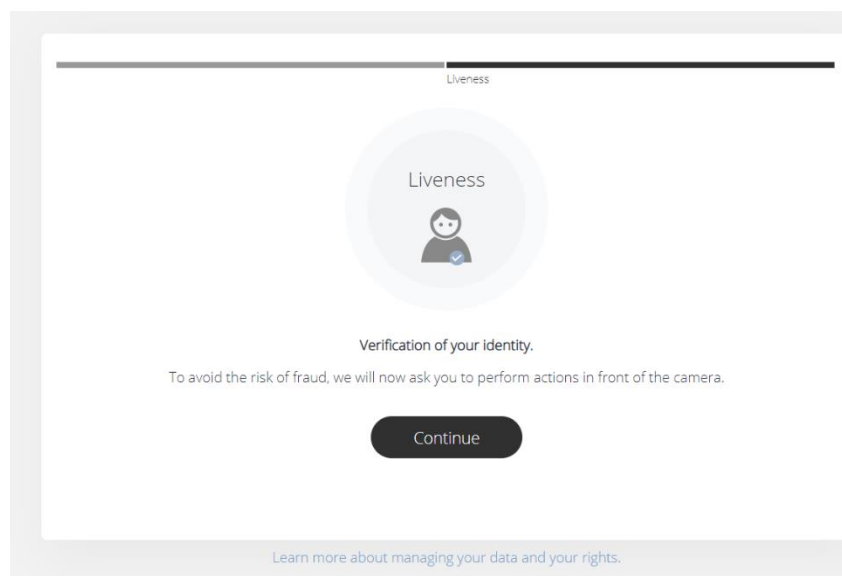 Liveness
Liveness
Verification of your identity.
To avoid the risk of fraud, we will now ask you to perform actions in front of the camera.
Continue
Learn more about managing your data and your rights.